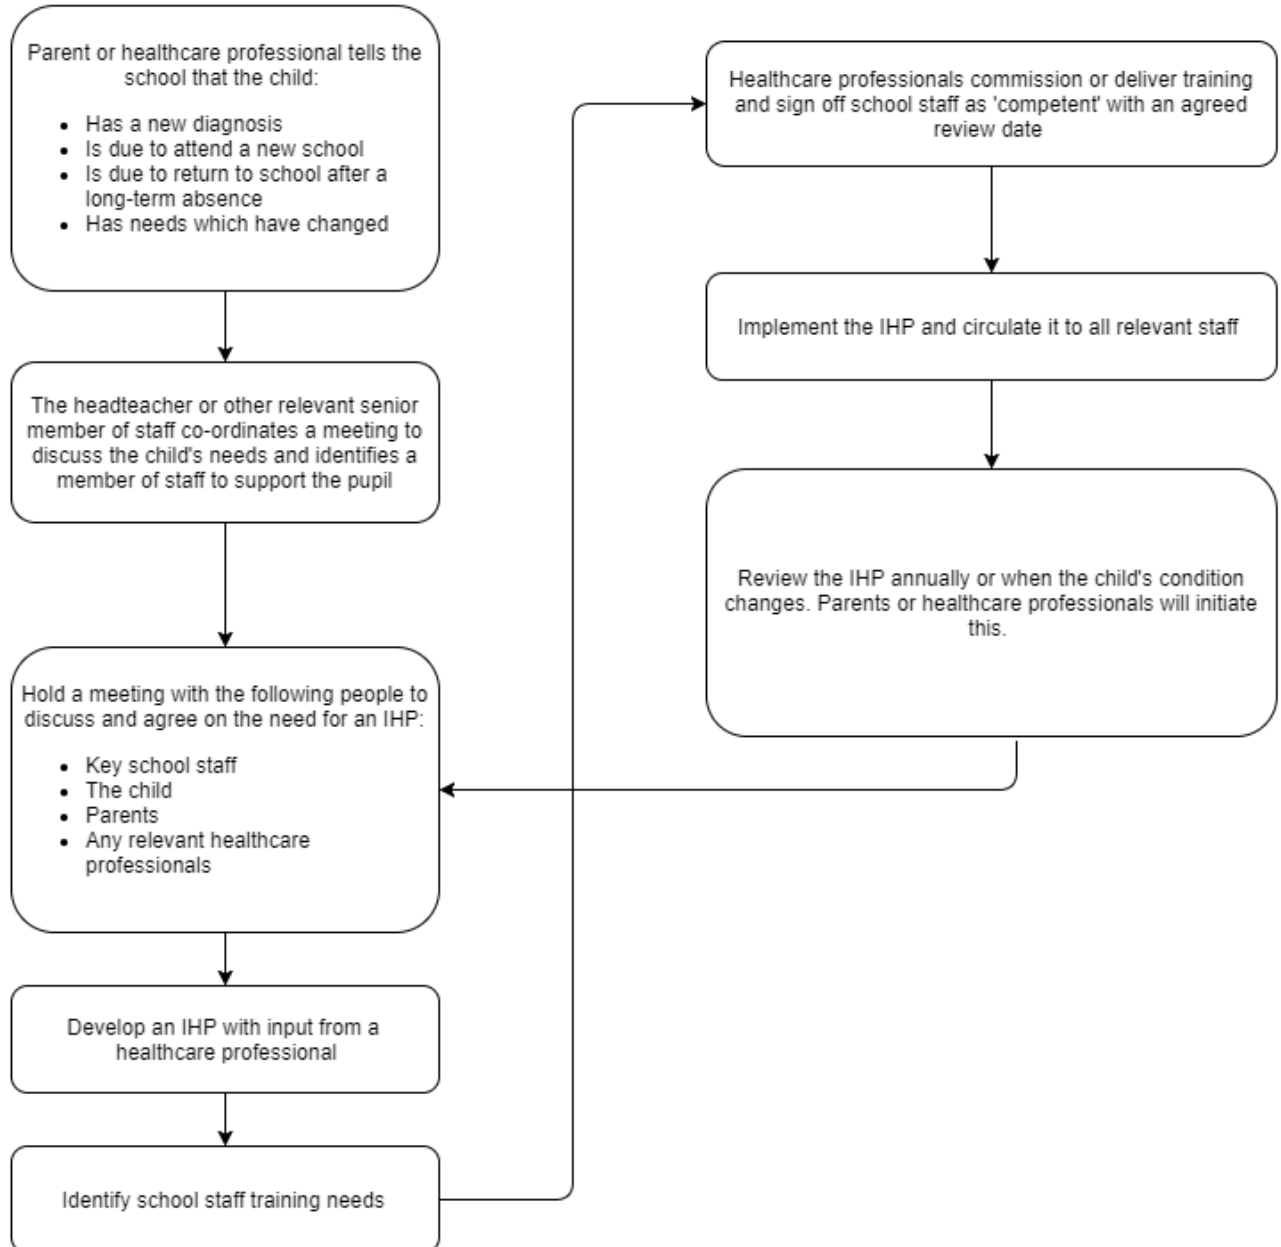 Parent or healthcare professional tells the
school that the child:
• Has a new diagnosis
• Is due to attend a new school
• Is due to return to school after a
long-term absence
• Has needs which have changed
The headteacher or other relevant senior
member of staff co-ordinates a meeting to
discuss the child's needs and identifies a
member of staff to support the pupil
Hold a meeting with the following people to
discuss and agree on the need for an IHP:
• Key school staff
• The child
• Parents
• Any relevant healthcare
professionals
Develop an IHP with input from a
healthcare professional
Identify school staff training needs
Healthcare professionals commission or deliver training
and sign off school staff as 'competent' with an agreed
review date
Implement the IHP and circulate it to all relevant staff
Review the IHP annually or when the child's condition
changes. Parents or healthcare professionals will initiate
this.